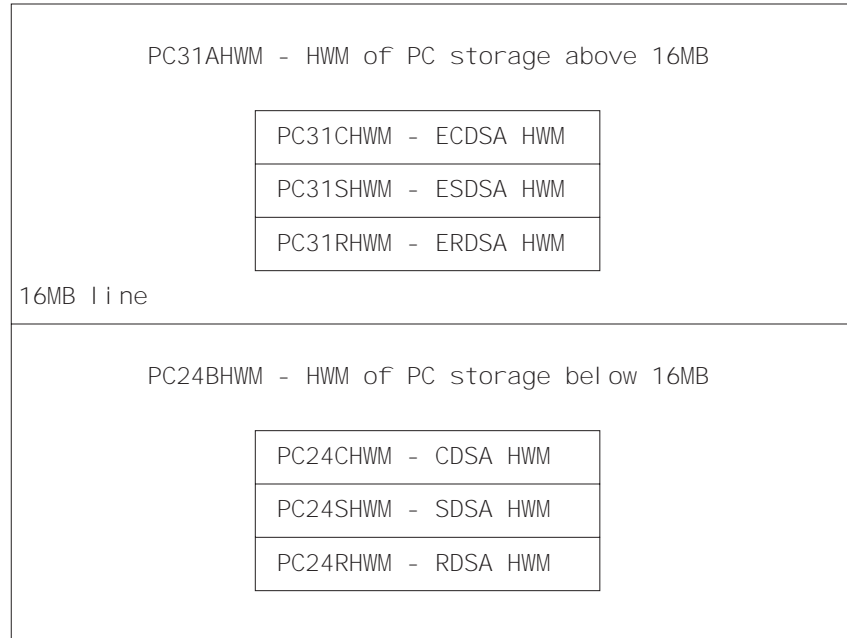 PC31AHWM - HWM of PC storage above 16MB
PC31CHWM - ECDSA HWM
PC31SHWM - ESDSA HWM
PC31RHWM - ERDSA HWM
16MB line
PC24BHWM - HWM of PC storage below 16MB
PC24CHWM - CDSA HWM
PC24SHWM - SDSA HWM
PC24RHWM - RDSA HWM